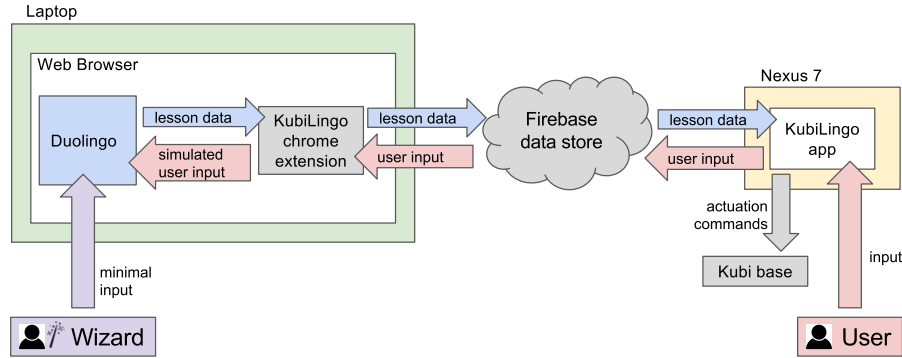 Laptop
Web Browser
Duolingo
lesson data
simulated
user input
KubiLingo
chrome
extension
lesson data
user input
Firebase
data store
lesson data
user input
Nexus 7
KubiLingo
app
actuation
commands
Kubi base
input
minimal
input
Wizard
User